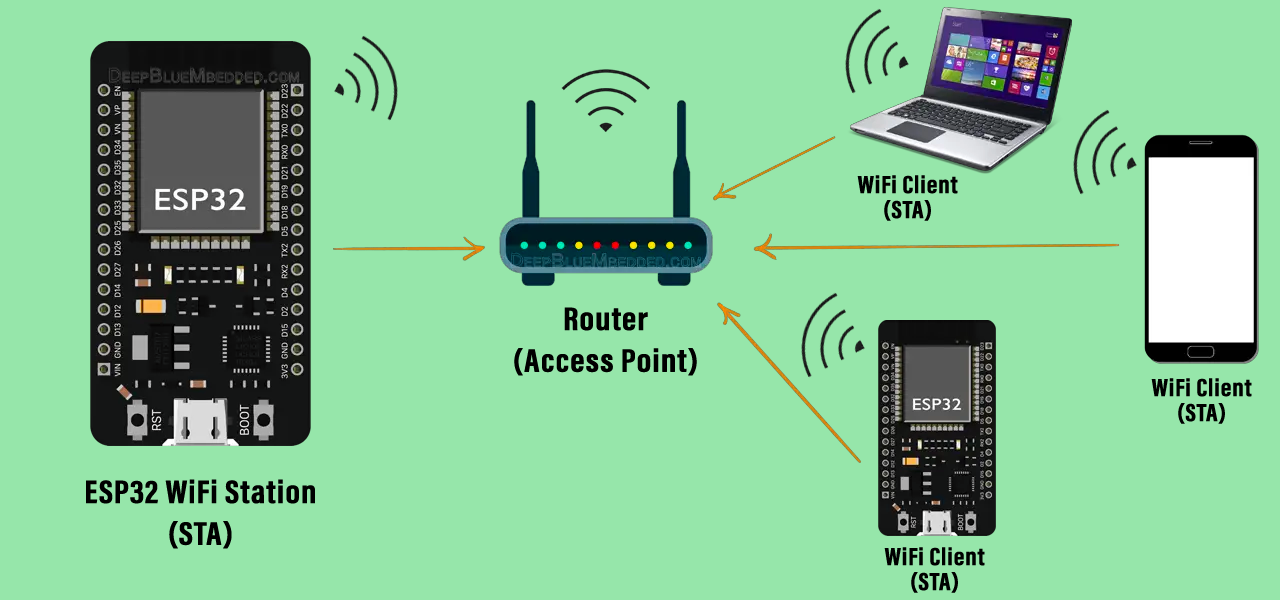 DeepBlueMbedded.com
EN
VP
VN
D34
D35
D32
D33
D25
D26
D27
D14
D12
D13
GND
VIN
D23
D22
TX0
RX0
D21
D19
D18
D5
TX2
RX2
D4
D2
D15
GND
3V3
ESP32
RST
BOOT
ESP32 WiFi Station
(STA)
DeepBlueMbedded.com
Router
(Access Point)
WiFi Client
(STA)
WiFi Client
(STA)
ESP32
RST
BOOT
WiFi Client
(STA)